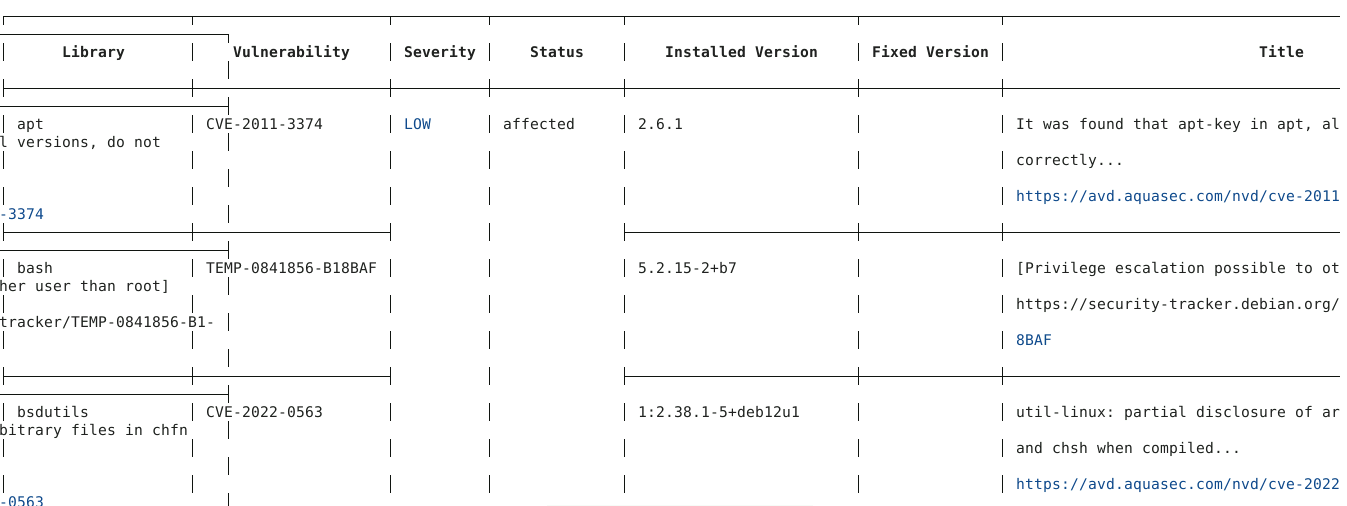 Library Vulnerability Severity Status Installed Version Fixed Version Title
apt CVE-2011-3374 LOW affected 2.6.1 It was found that apt-key in apt, al
l versions, do not
correctly...
https://avd.aquasec.com/nvd/cve-2011
-3374
bash TEMP-0841856-B18BAF 5.2.15-2+b7 [Privilege escalation possible to ot
her user than root]
https://security-tracker.debian.org/
tracker/TEMP-0841856-B1-
8BAF
bsdutils CVE-2022-0563 1:2.38.1-5+deb12u1 util-linux: partial disclosure of ar
bitrary files in chfn
and chsh when compiled...
https://avd.aquasec.com/nvd/cve-2022
-0563